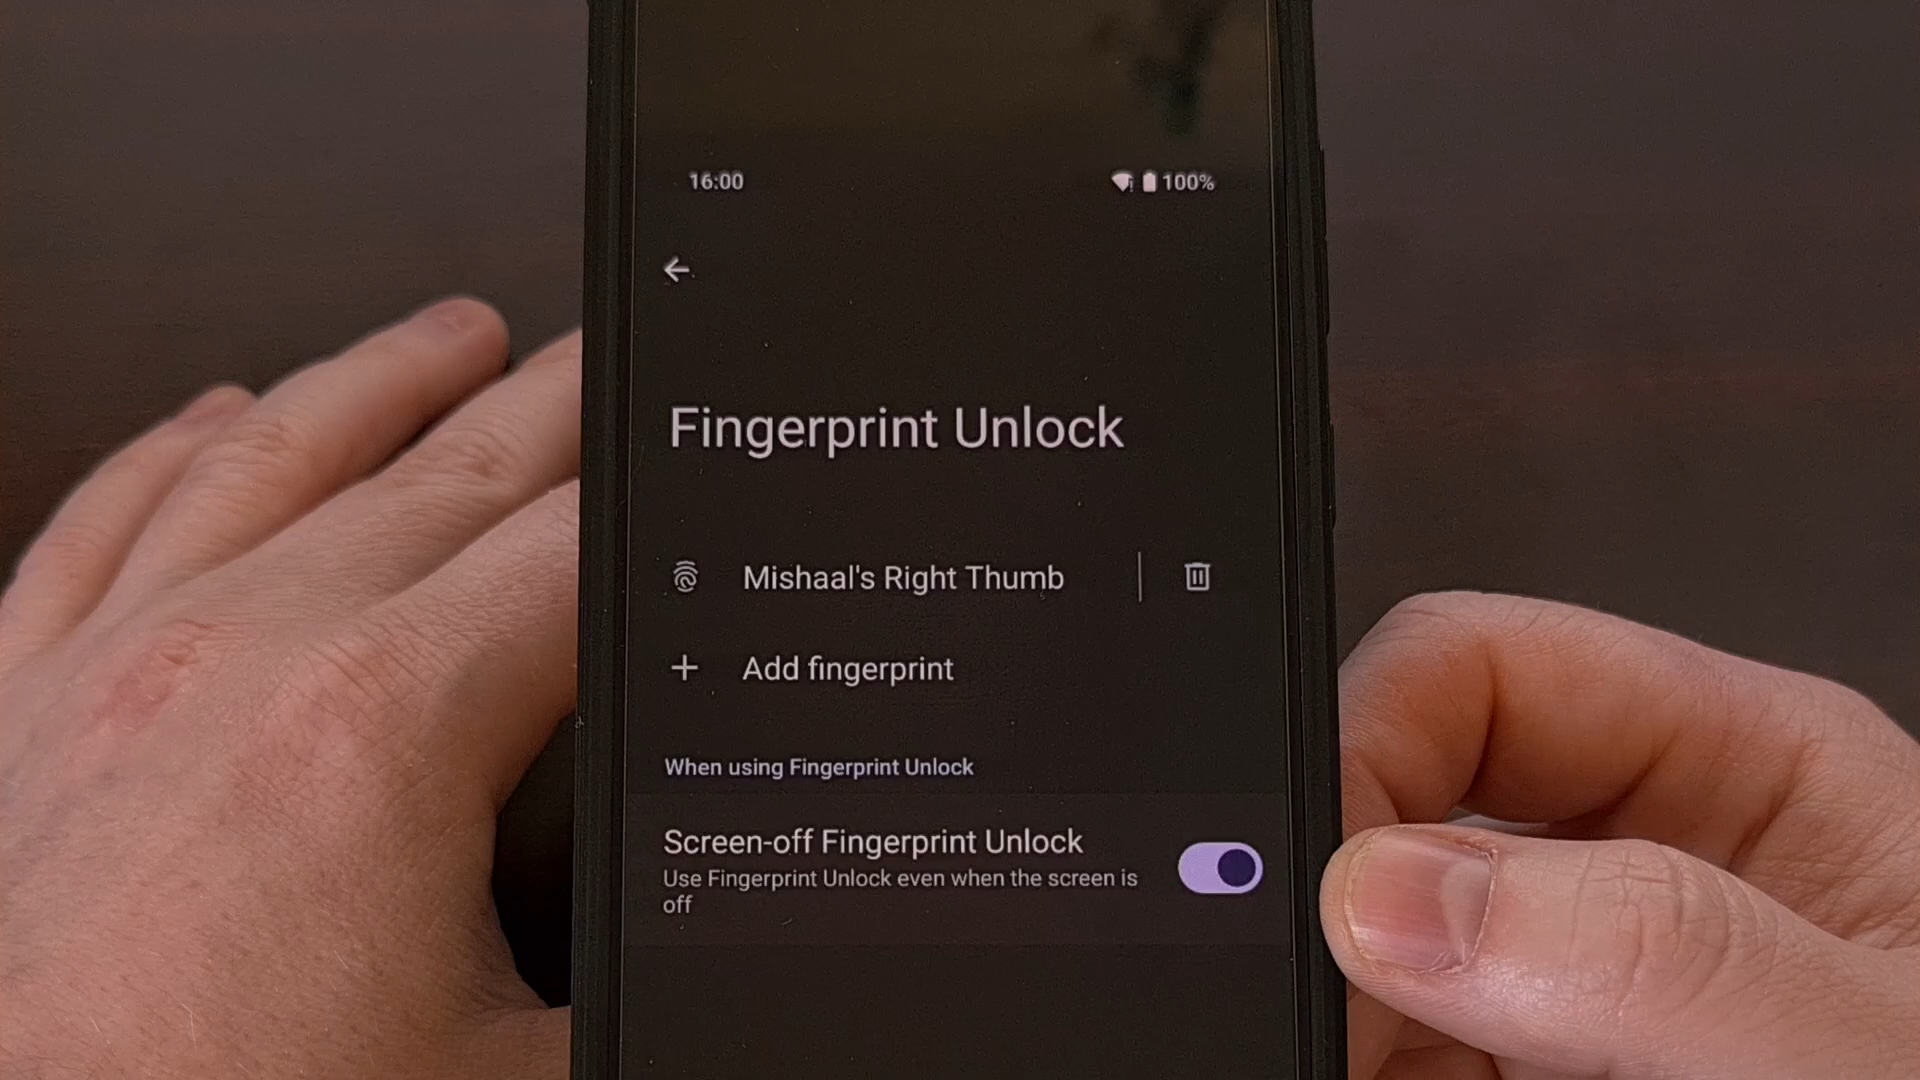 16:00
100%
Fingerprint Unlock
Mishaal's Right Thumb
Add fingerprint
When using Fingerprint Unlock
Screen-off Fingerprint Unlock
Use Fingerprint Unlock even when the screen is
off